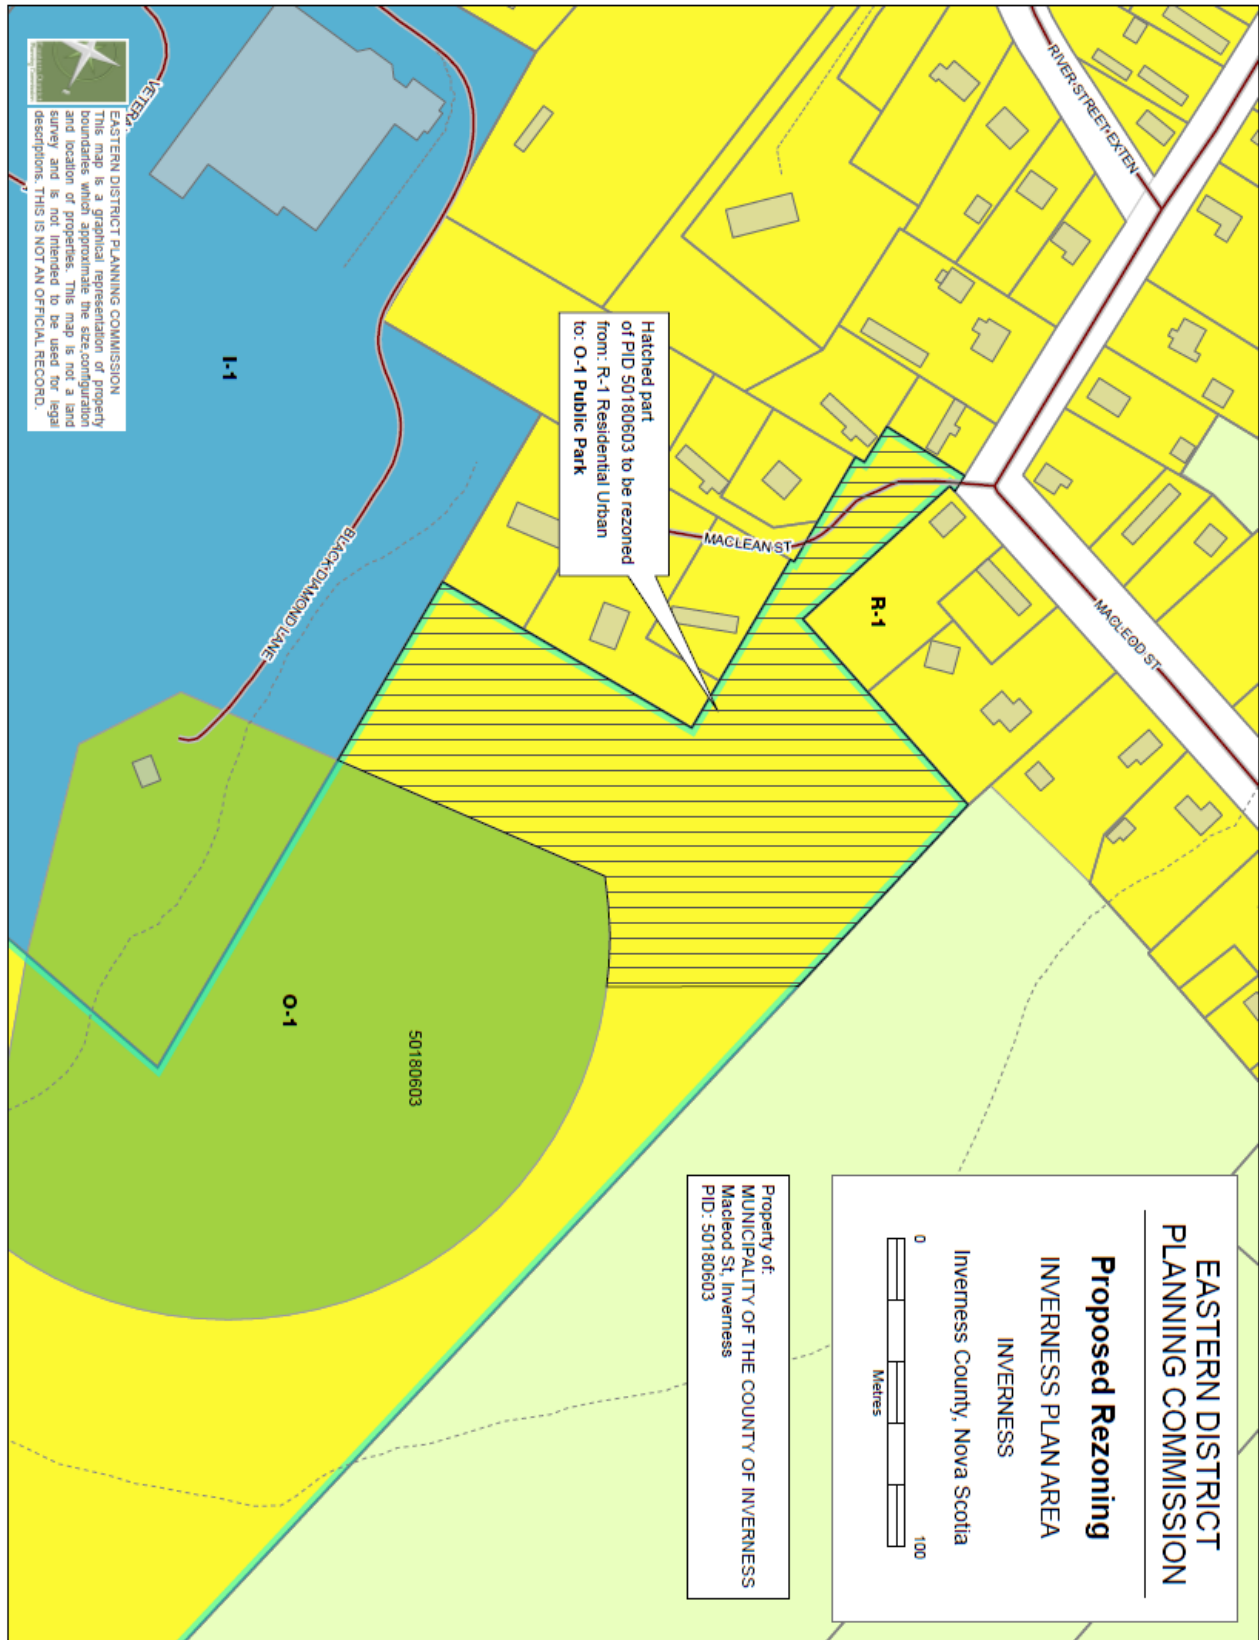 EASTERN DISTRICT
PLANNING COMMISSION
Proposed Rezoning
INVERNESS PLAN AREA
INVERNESS
Inverness County, Nova Scotia
0
100
Metres
Property of:
MUNICIPALITY OF THE COUNTY OF INVERNESS
Macleod St, Inverness
PID: 50180603
RIVER STREET EXTEN
MACLEOD ST
R-1
MACLEAN ST
Hatched part
of PID 50180603 to be rezoned
from: R-1 Residential Urban
to: O-1 Public Park
50180603
BLACK DIAMOND LANE
O-1
I-1
VETERA
EASTERN DISTRICT PLANNING COMMISSION
This map is a graphical representation of property
boundaries which approximate the size,configuration
and location of properties. This map is not a land
survey and is not intended to be used for legal
descriptions. THIS IS NOT AN OFFICIAL RECORD.